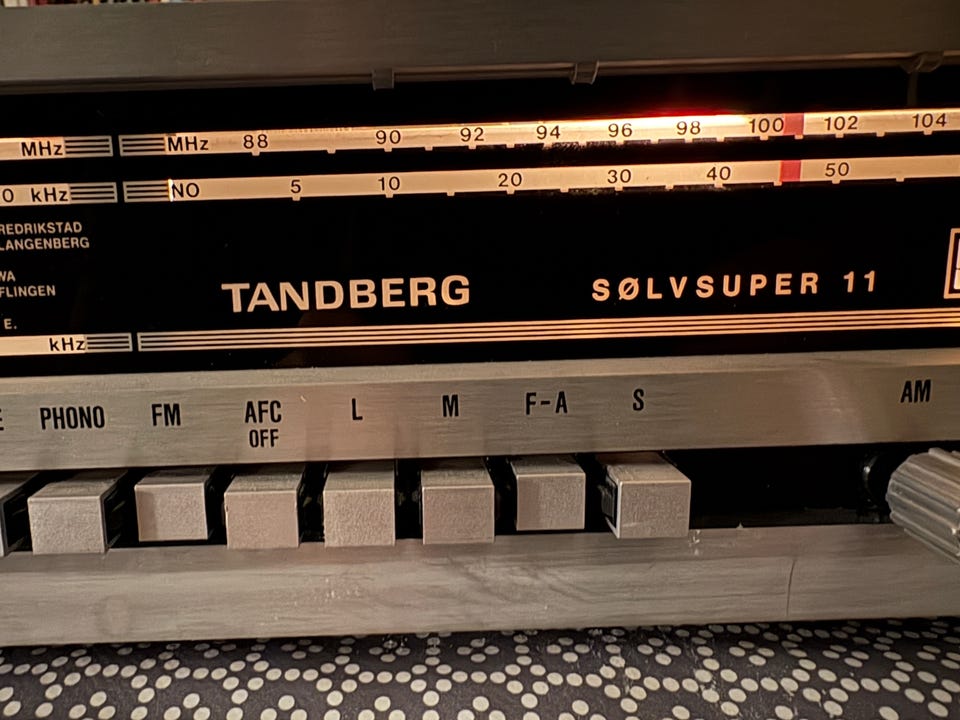 MHz MHz 88 90 92 94 96 98 100 102 104
0 kHz NO 5 10 20 30 40 50
REDRIKSTAD
LANGENBERG
WA
FLINGEN
E.
TANDBERG SØLVSUPER 11
kHz
E PHONO FM AFC OFF L M F-A S AM